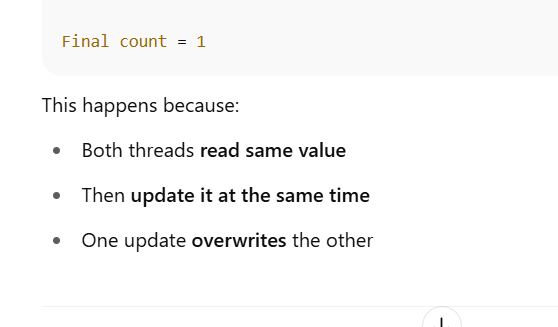 Final count = 1
This happens because:
Both threads read same value
Then update it at the same time
One update overwrites the other